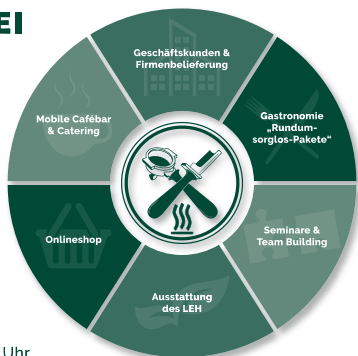 EI
Geschäftskunden &
Firmenbelieferung
Gastronomie
„Rundum-
sorglos-Pakete“
Seminare &
Team Building
Ausstattung
des LEH
Onlineshop
Mobile Cafébar
& Catering
Uhr